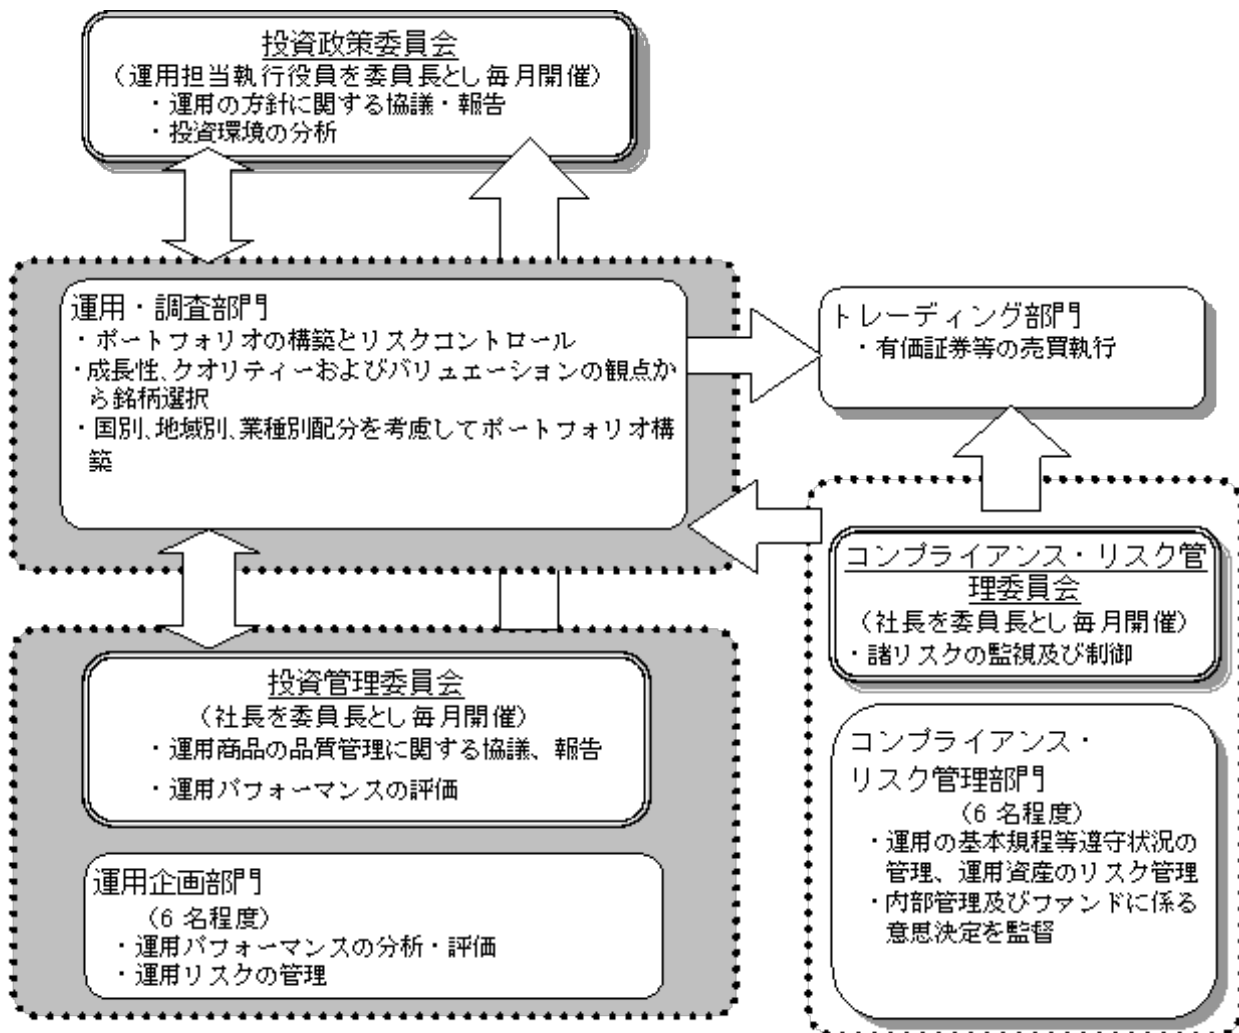 投資政策委員会
（運用担当執行役員を委員長とし毎月開催）
・運用の方針に関する協議・報告
・投資環境の分析
運用・調査部門
・ポートフォリオの構築とリスクコントロール
・成長性、クオリティーおよびバリュエーションの観点か
ら銘柄選択
・国別、地域別、業種別配分を考慮してポートフォリオ構
築
トレーディング部門
・有価証券等の売買執行
コンプライアンス・リスク管
理委員会
（社長を委員長とし毎月開催）
・諸リスクの監視及び制御
投資管理委員会
（社長を委員長とし毎月開催）
・運用商品の品質管理に関する協議、報告
・運用パフォーマンスの評価
コンプライアンス・
リスク管理部門
（6 名程度）
・運用の基本規程等遵守状況の
管理、運用資産のリスク管理
・内部管理及びファンドに係る
意思決定を監督
運用企画部門
（6 名程度）
・運用パフォーマンスの分析・評価
・運用リスクの管理